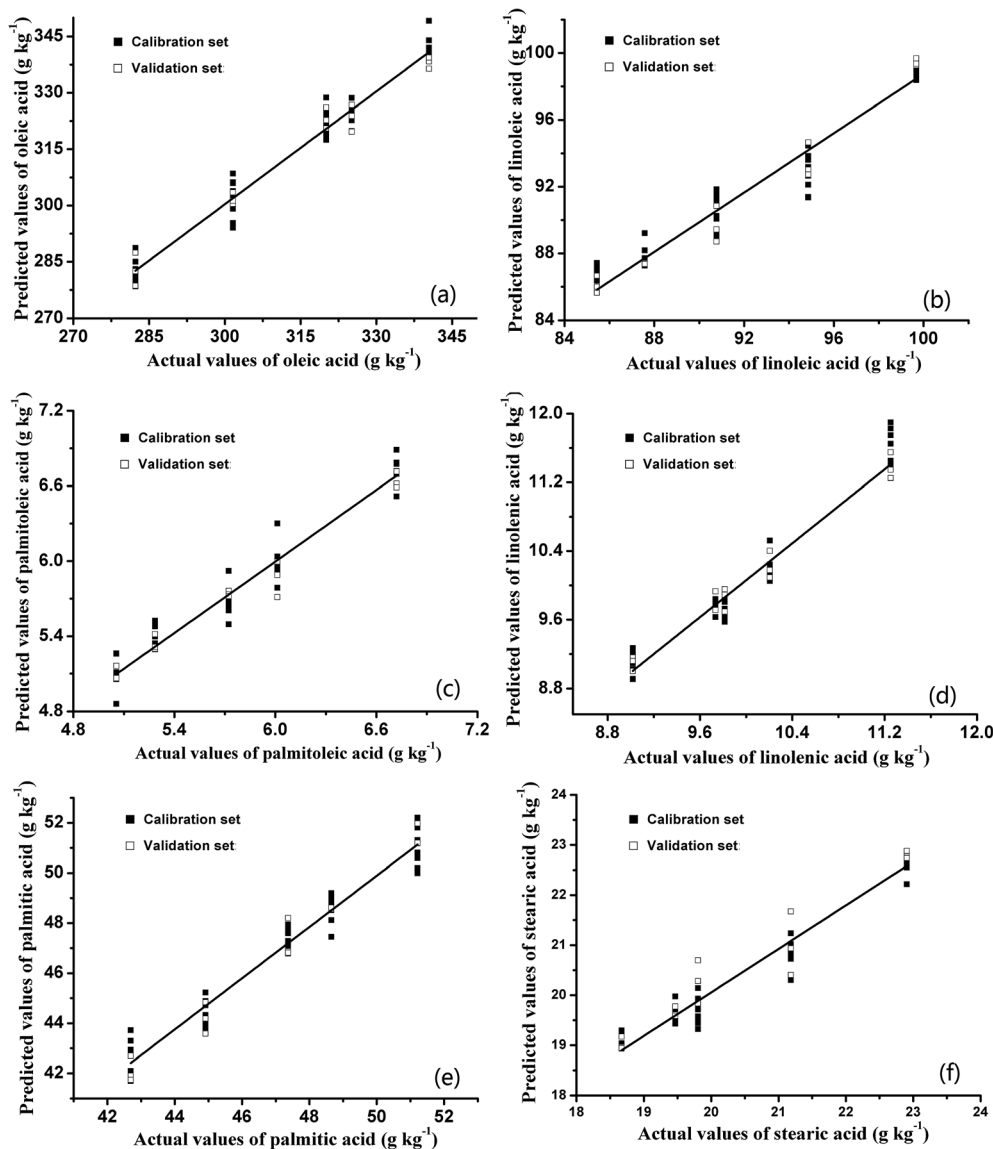 Predicted values of oleic acid (g kg-1)
345
330
315
300
285
270
Calibration set
Validation set
(a)
270 285 300 315 330 345
Actual values of oleic acid (g kg-1)
Predicted values of linoleic acid (g kg-1)
100
96
92
88
84
Calibration set
Validation set
(b)
84 88 92 96 100
Actual values of linoleic acid (g kg-1)
Predicted values of palmitoleic acid (g kg-1)
7.2
6.6
6.0
5.4
4.8
Calibration set
Validation set
(c)
4.8 5.4 6.0 6.6 7.2
Actual values of palmitoleic acid (g kg-1)
Predicted values of linolenic acid (g kg-1)
12.0
11.2
10.4
9.6
8.8
Calibration set
Validation set
(d)
8.8 9.6 10.4 11.2 12.0
Actual values of linolenic acid (g kg-1)
Predicted values of palmitic acid (g kg-1)
52
50
48
46
44
42
Calibration set
Validation set
(e)
42 44 46 48 50 52
Actual values of palmitic acid (g kg-1)
Predicted values of stearic acid (g kg-1)
24
23
22
21
20
19
18
Calibration set
Validation set
(f)
18 19 20 21 22 23 24
Actual values of stearic acid (g kg-1)